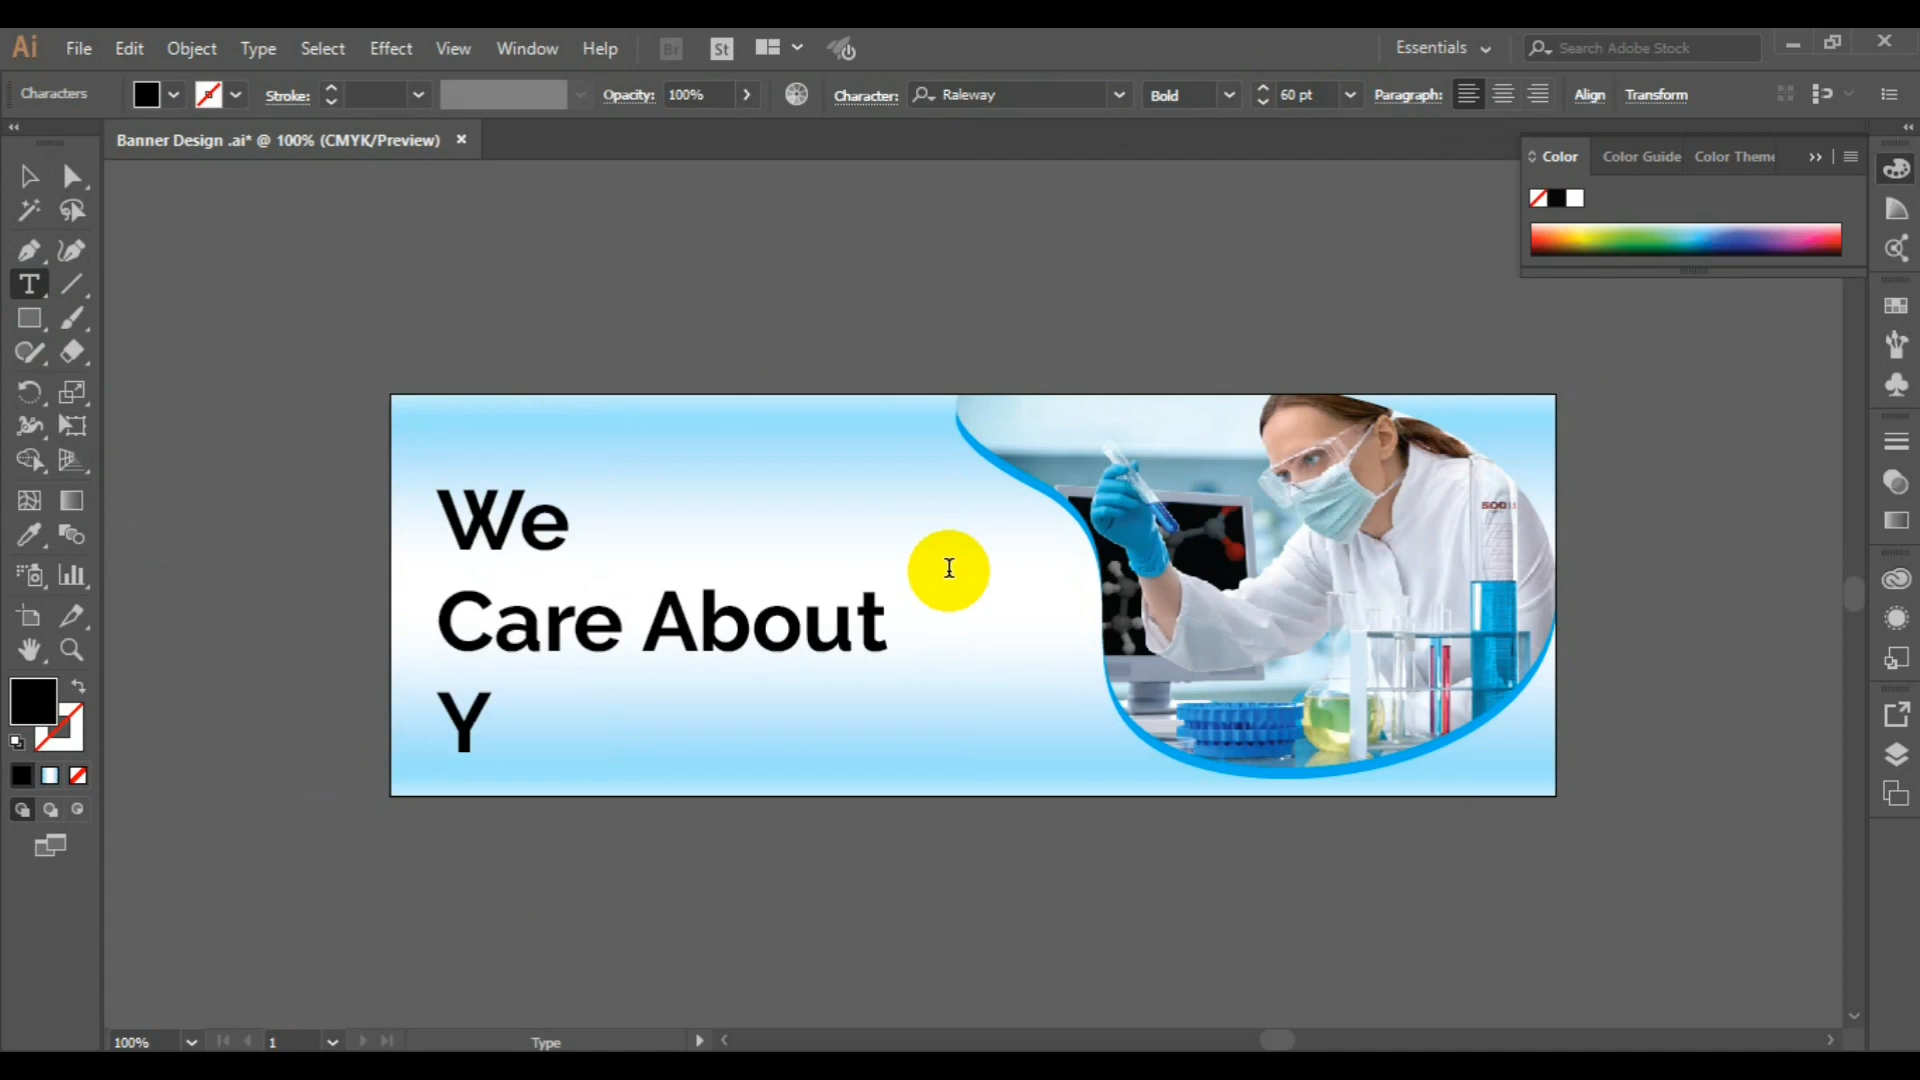 Ai File Edit Object Type Select Effect View Window Help Br St Essentials Search Adobe Stock
Characters Stroke: Opacity: 100% Character: Raleway Bold 60 pt Paragraph: Align Transform
Banner Design .ai* @ 100% (CMYK/Preview)
Color Color Guide Color Theme
We
Care About
Y
500
100% 1 Type